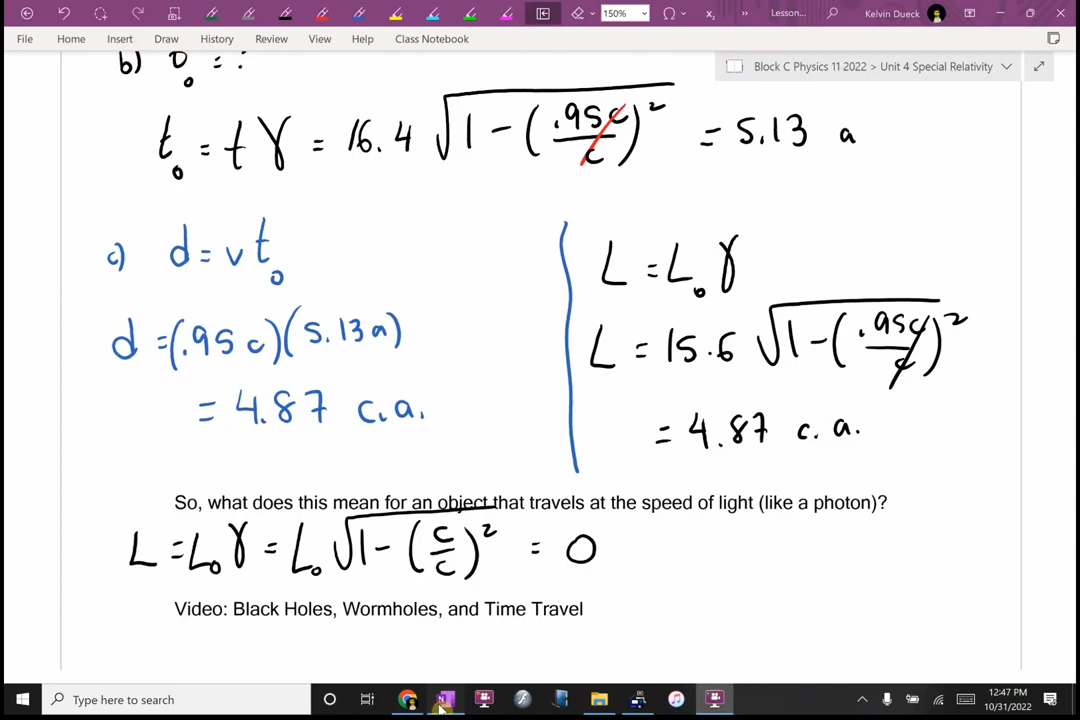 150% Lesson... Kelvin Dueck
File Home Insert Draw History Review View Help Class Notebook
Block C Physics 11 2022 > Unit 4 Special Relativity
b) t₀ = ?
t₀ = tγ = 16.4 √(1 - (.95c/c)²) = 5.13 a
c) d = vt₀
d = (.95c)(5.13a)
= 4.87 c.a.
L = L₀γ
L = 15.6 √(1 - (.95c/c)²)
= 4.87 c.a.
So, what does this mean for an object that travels at the speed of light (like a photon)?
L = L₀γ = L₀√(1 - (c/c)²) = 0
Video: Black Holes, Wormholes, and Time Travel
Type here to search
12:47 PM
10/31/2022